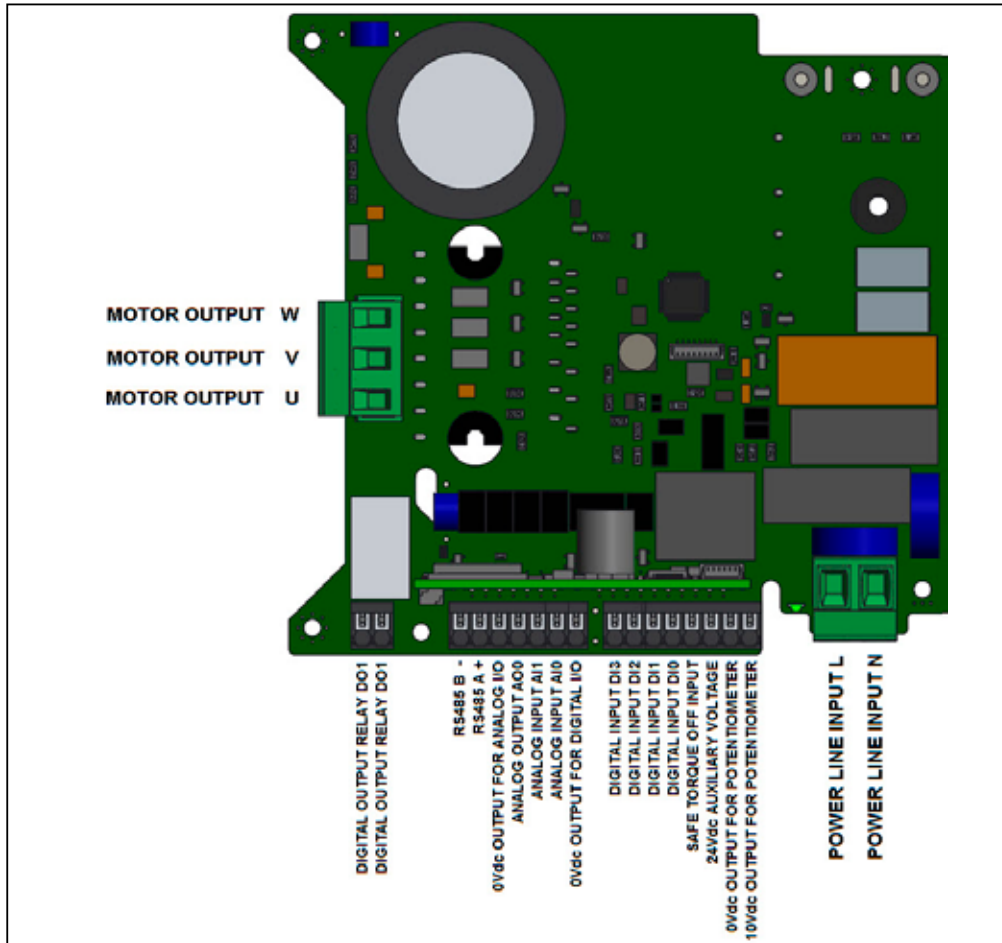 MOTOR OUTPUT W
MOTOR OUTPUT V
MOTOR OUTPUT U
DIGITAL OUTPUT RELAY DO1
DIGITAL OUTPUT RELAY DO1
RS485 B -
RS485 A +
0Vdc OUTPUT FOR ANALOG I/O
ANALOG OUTPUT AO0
ANALOG INPUT AI1
ANALOG INPUT AI0
0Vdc OUTPUT FOR DIGITAL I/O
DIGITAL INPUT DI3
DIGITAL INPUT DI2
DIGITAL INPUT DI1
DIGITAL INPUT DI0
SAFE TORQUE OFF INPUT
24Vdc AUXILIARY VOLTAGE
0Vdc OUTPUT FOR POTENTIOMETER
10Vdc OUTPUT FOR POTENTIOMETER
POWER LINE INPUT L
POWER LINE INPUT N